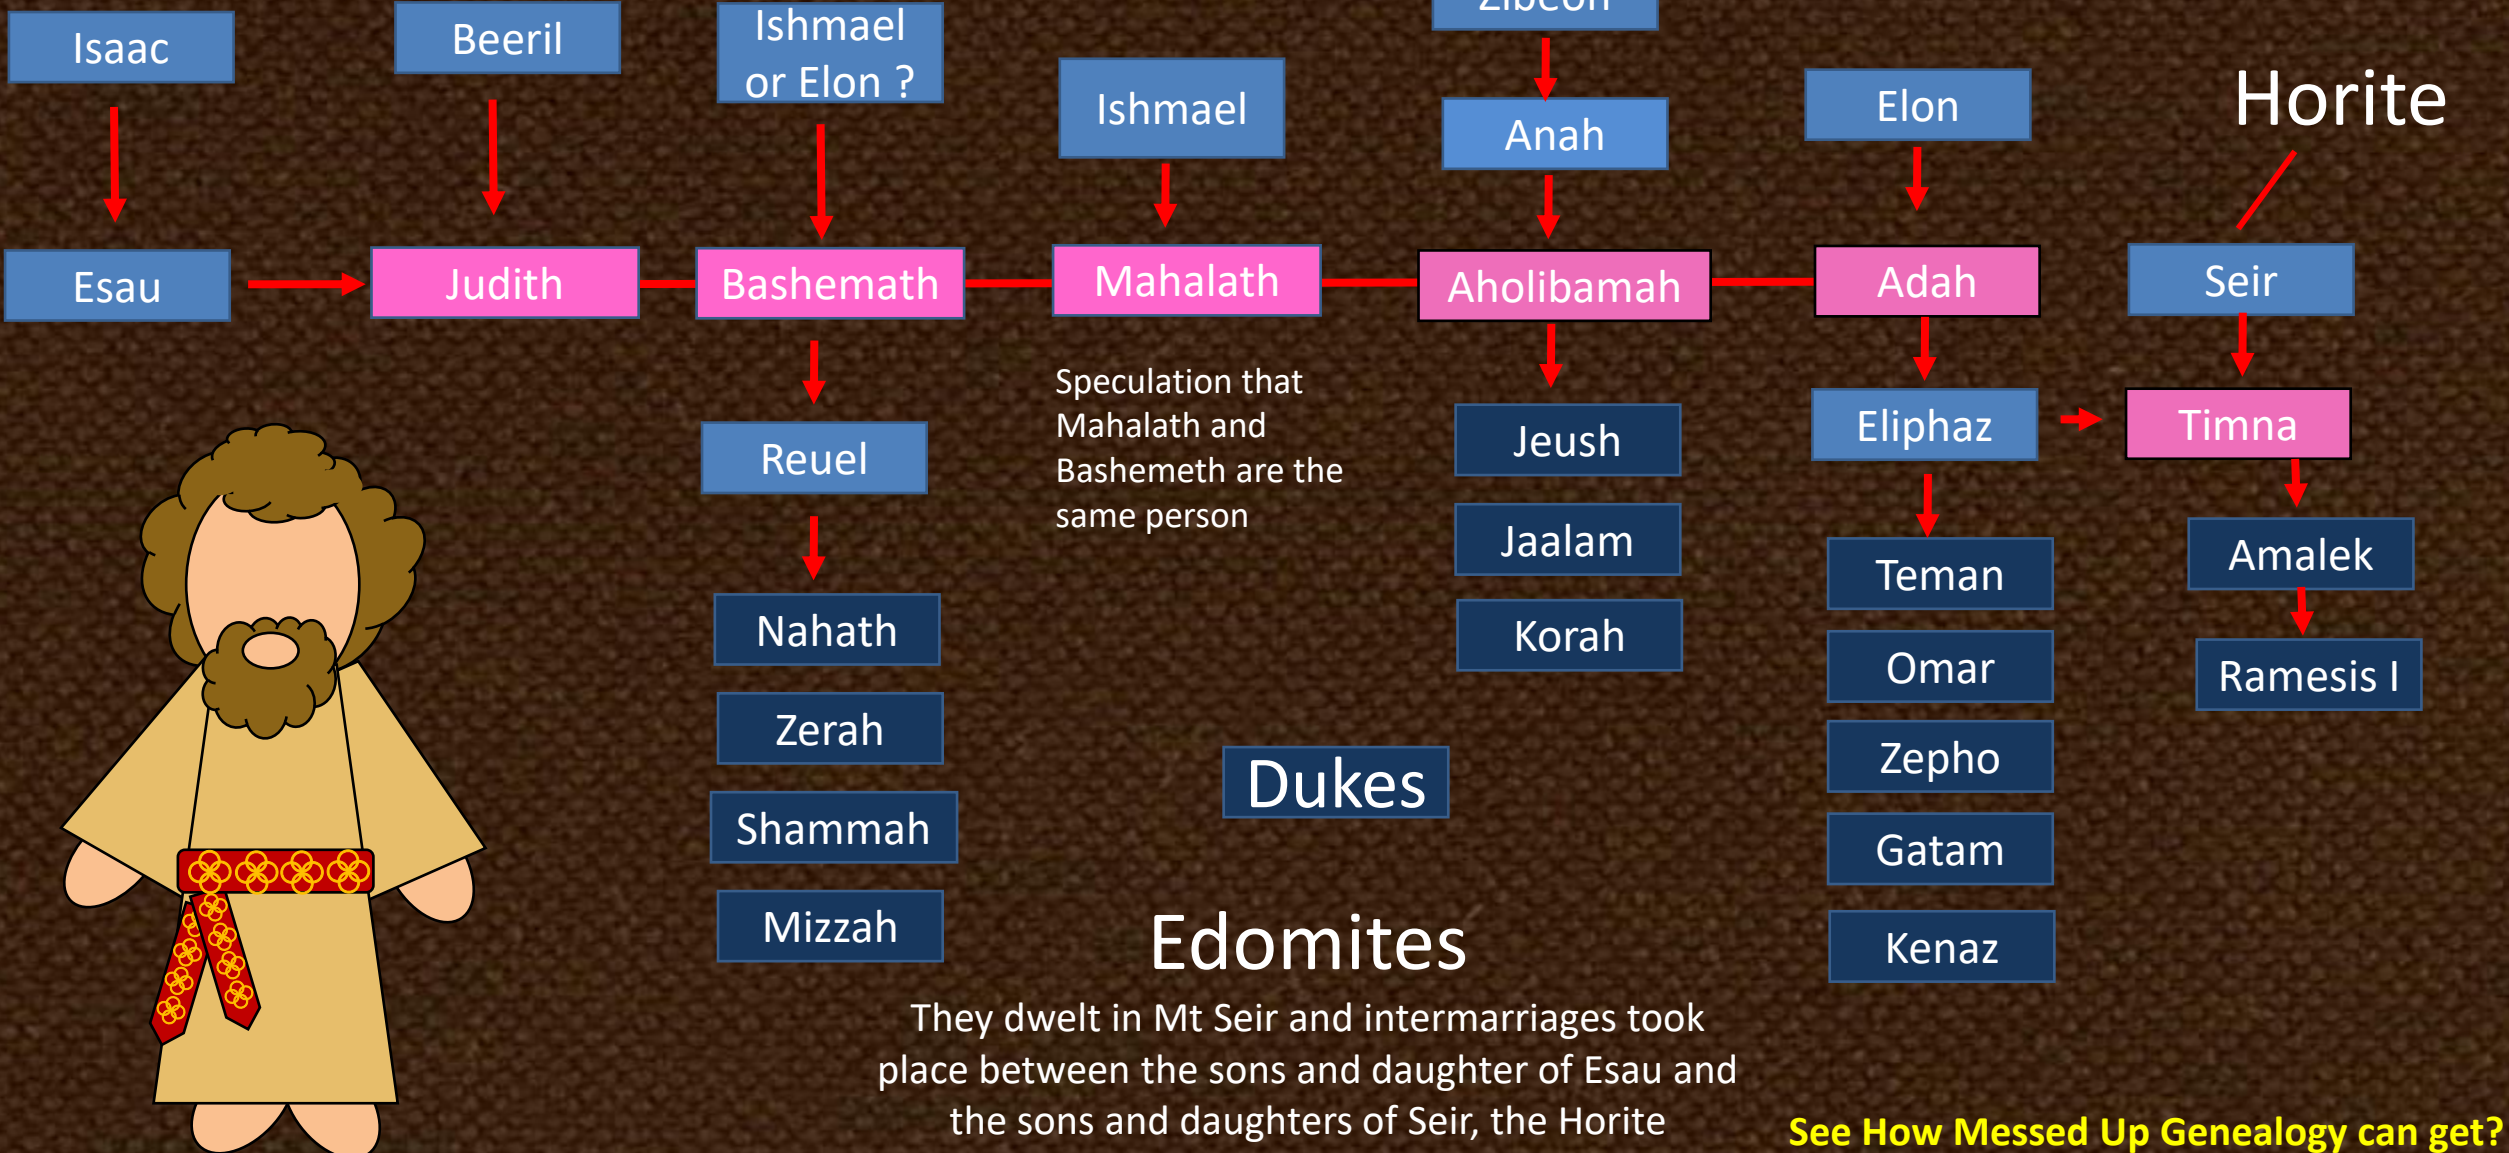 Isaac
Beeril
Ishmael
or Elon ?
Ishmael
Zibeon
Anah
Elon
Horite
Esau
Judith
Bashemath
Mahalath
Aholibamah
Adah
Seir
Speculation that
Mahalath and
Bashemeth are the
same person
Reuel
Jeush
Jaalam
Korah
Eliphaz
Timna
Nahath
Zerah
Shammah
Mizzah
Teman
Omar
Zepho
Gatam
Kenaz
Amalek
Ramesis I
Dukes
Edomites
They dwelt in Mt Seir and intermarriages took
place between the sons and daughter of Esau and
the sons and daughters of Seir, the Horite
See How Messed Up Genealogy can get?